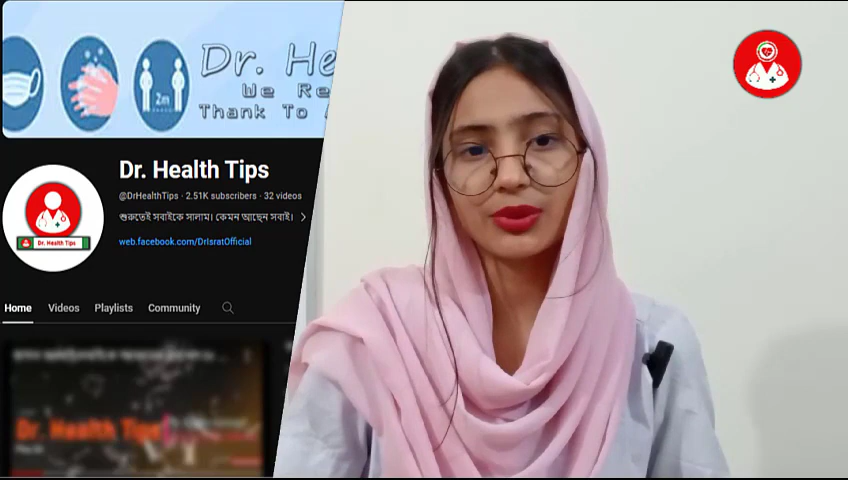 Dr. He
We Re
2m
Thank To
Dr. Health Tips
@DrHealthTips · 2.51K subscribers · 32 videos
শুরুতেই সবাইকে সালাম। কেমন আছেন সবাই।
Dr. Health Tips
web.facebook.com/DrIsratOfficial
Home Videos Playlists Community
Dr. Health Tips